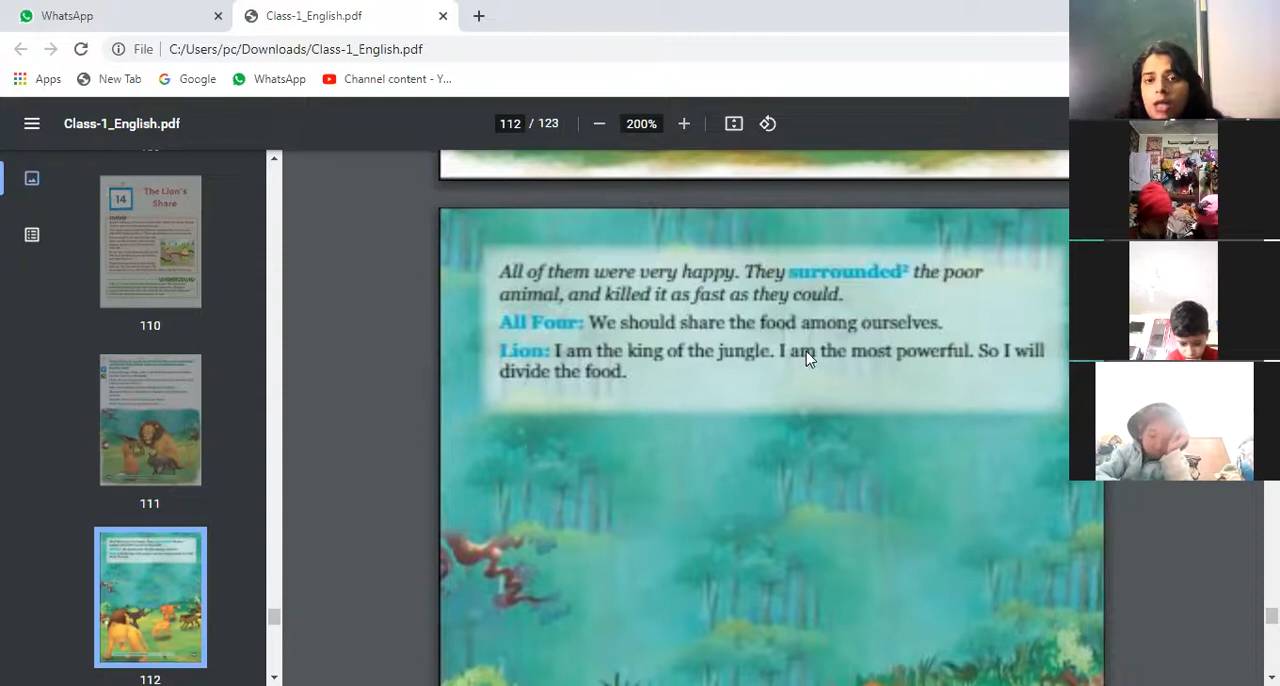 WhatsApp
Class-1_English.pdf
File
C:/Users/pc/Downloads/Class-1_English.pdf
Apps
New Tab
Google
WhatsApp
Channel content - Y...
Class-1_English.pdf
112 / 123
200%
14
The Lion's
Share
110
111
112
All of them were very happy. They surrounded² the poor
animal, and killed it as fast as they could.
All Four: We should share the food among ourselves.
Lion: I am the king of the jungle. I am the most powerful. So I will
divide the food.